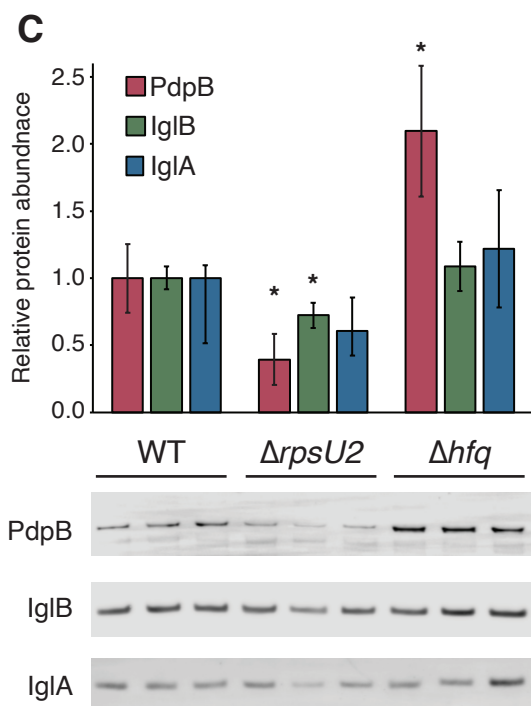 C
Relative protein abundnace
2.5
2.0
1.5
1.0
0.5
0.0
PdpB
IglB
IglA
*
*
*
WT ΔrpsU2 Δhfq
PdpB
IglB
IglA